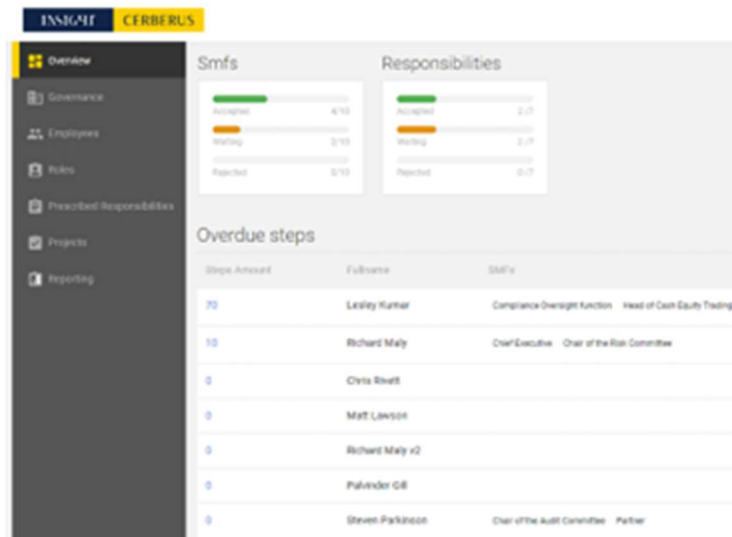 INSIGHT CERBERUS
Overview
Governance
Employees
Roles
Prescribed Responsibilities
Projects
Reporting
Smfs
Responsibilities
Accepted 4/10
Waiting 2/10
Rejected 0/10
Accepted 2 /7
Waiting 2 /7
Rejected 0 /7
Overdue steps
Steps Amount Fullname SMFs
70 Lesley Kumar Compliance Oversight function Head of Cash Equity Trading
10 Richard Maly Chief Executive Chair of the Risk Committee
0 Chris Rivett
0 Matt Lawson
0 Richard Maly v2
0 Palvinder Gill
0 Steven Parkinson Chair of the Audit Committee Partner